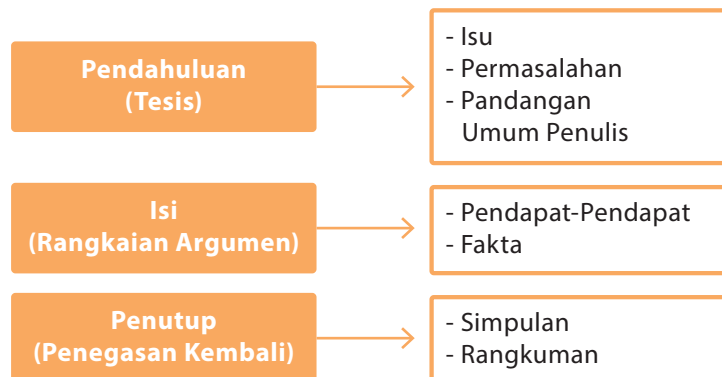 Pendahuluan
(Tesis)
- Isu
- Permasalahan
- Pandangan
Umum Penulis
Isi
(Rangkaian Argumen)
- Pendapat-Pendapat
- Fakta
Penutup
(Penegasan Kembali)
- Simpulan
- Rangkuman